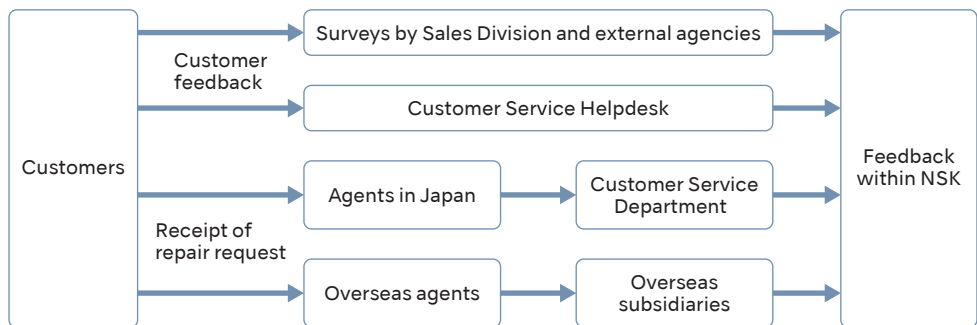 Surveys by Sales Division and external agencies
Customer
feedback
Customer Service Helpdesk
Customers
Feedback
within NSK
Agents in Japan
Customer Service
Department
Receipt of
repair request
Overseas agents
Overseas
subsidiaries